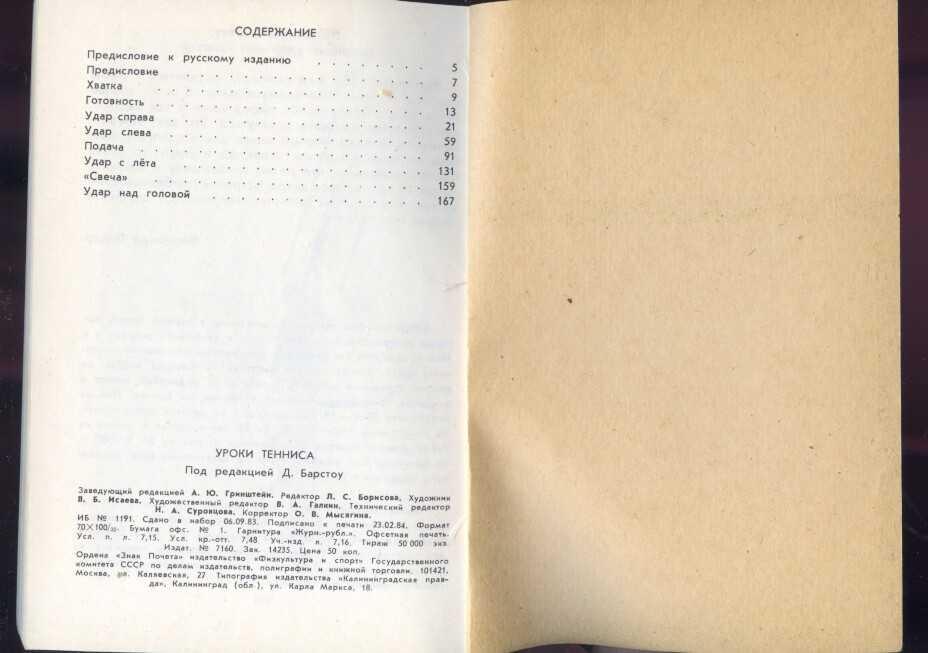 СОДЕРЖАНИЕ
Предисловие к русскому изданию . . . . . . . 5
Предисловие . . . . . . . . . . . . . 7
Хватка . . . . . . . . . . . . . . 9
Готовность . . . . . . . . . . . . . . 13
Удар справа . . . . . . . . . . . . . 21
Удар слева . . . . . . . . . . . . . 59
Подача . . . . . . . . . . . . . . 91
Удар с лёта . . . . . . . . . . . . . 131
«Свеча» . . . . . . . . . . . . . . 159
Удар над головой . . . . . . . . . . . 167
УРОКИ ТЕННИСА
Под редакцией Д. Барстоу
Заведующий редакцией А. Ю. Гринштейн, Редактор Л. С. Борисова, Художник
В. Б. Исаева, Художественный редактор В. А. Галкин, Технический редактор
Н. А. Суровцова, Корректор О. В. Мысягина.
ИБ № 1191. Сдано в набор 06.09.83. Подписано к печати 23.02.84, Формат
70×100/32. Бумага офс. № 1. Гарнитура «Журн.-рубл.». Офсетная печать.
Усл. п. л. 7,15. Усл. кр.-отт. 7,48 Уч.-изд. л. 7,16. Тираж 50 000 экз.
Издат. № 7160. Зак. 14235. Цена 50 коп.
Ордена «Знак Почета» издательство «Физкультура и спорт» Государственного
комитета СССР по делам издательств, полиграфии и книжной торговли. 101421,
Москва, ул. Каляевская, 27 Типография издательства «Калининградская прав-
да», Калининград (обл.), ул. Карла Маркса, 18.